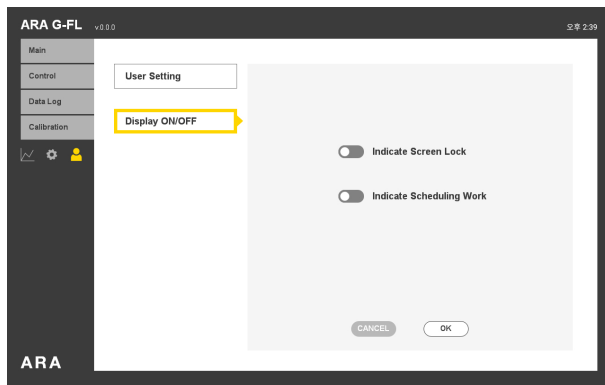 ARA G-FL v.0.0.0
오후 2:39
Main
Control
Data Log
Calibration
User Setting
Display ON/OFF
Indicate Screen Lock
Indicate Scheduling Work
CANCEL
OK
ARA